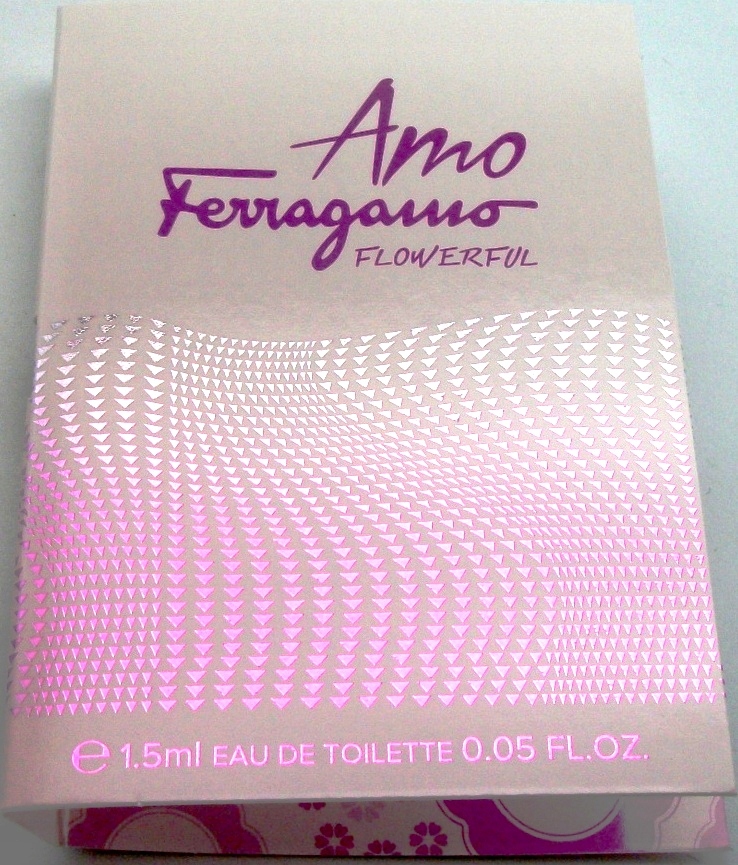 Amo
Ferragamo
FLOWERFUL
℮ 1.5ml EAU DE TOILETTE 0.05 FL.OZ.